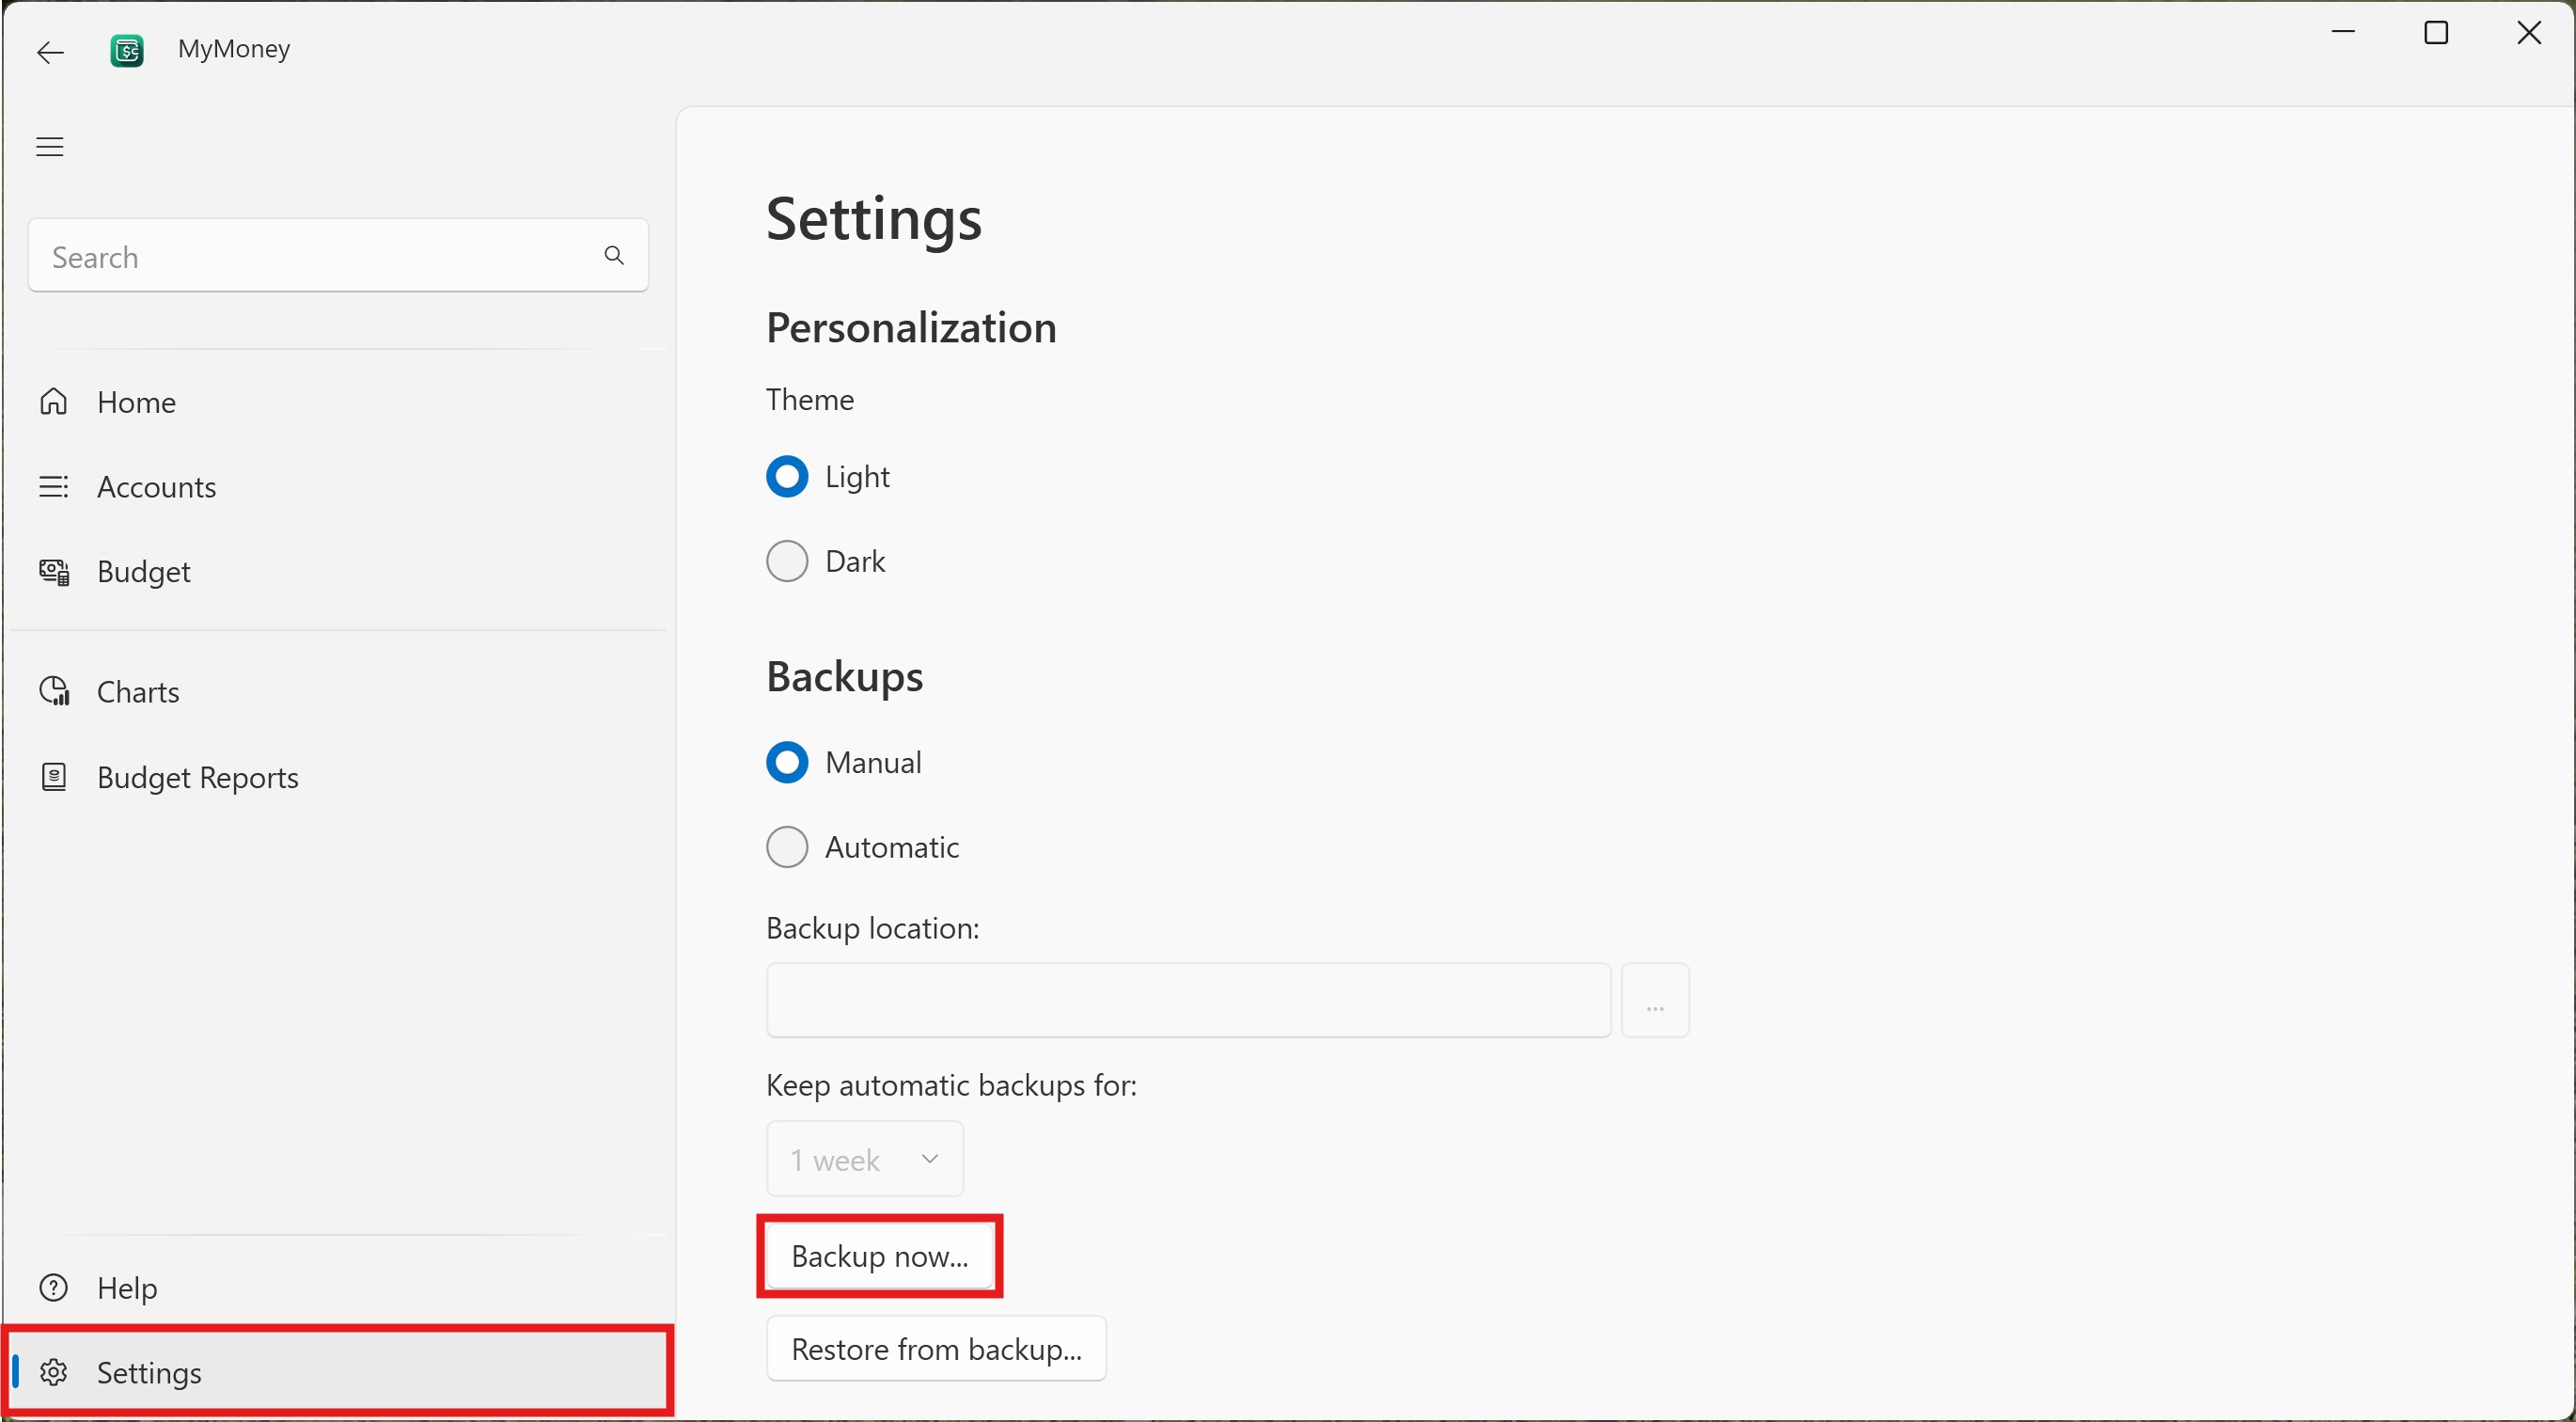 MyMoney
Search
Home
Accounts
Budget
Charts
Budget Reports
Help
Settings
Settings
Personalization
Theme
Light
Dark
Backups
Manual
Automatic
Backup location:
...
Keep automatic backups for:
1 week
Backup now...
Restore from backup...